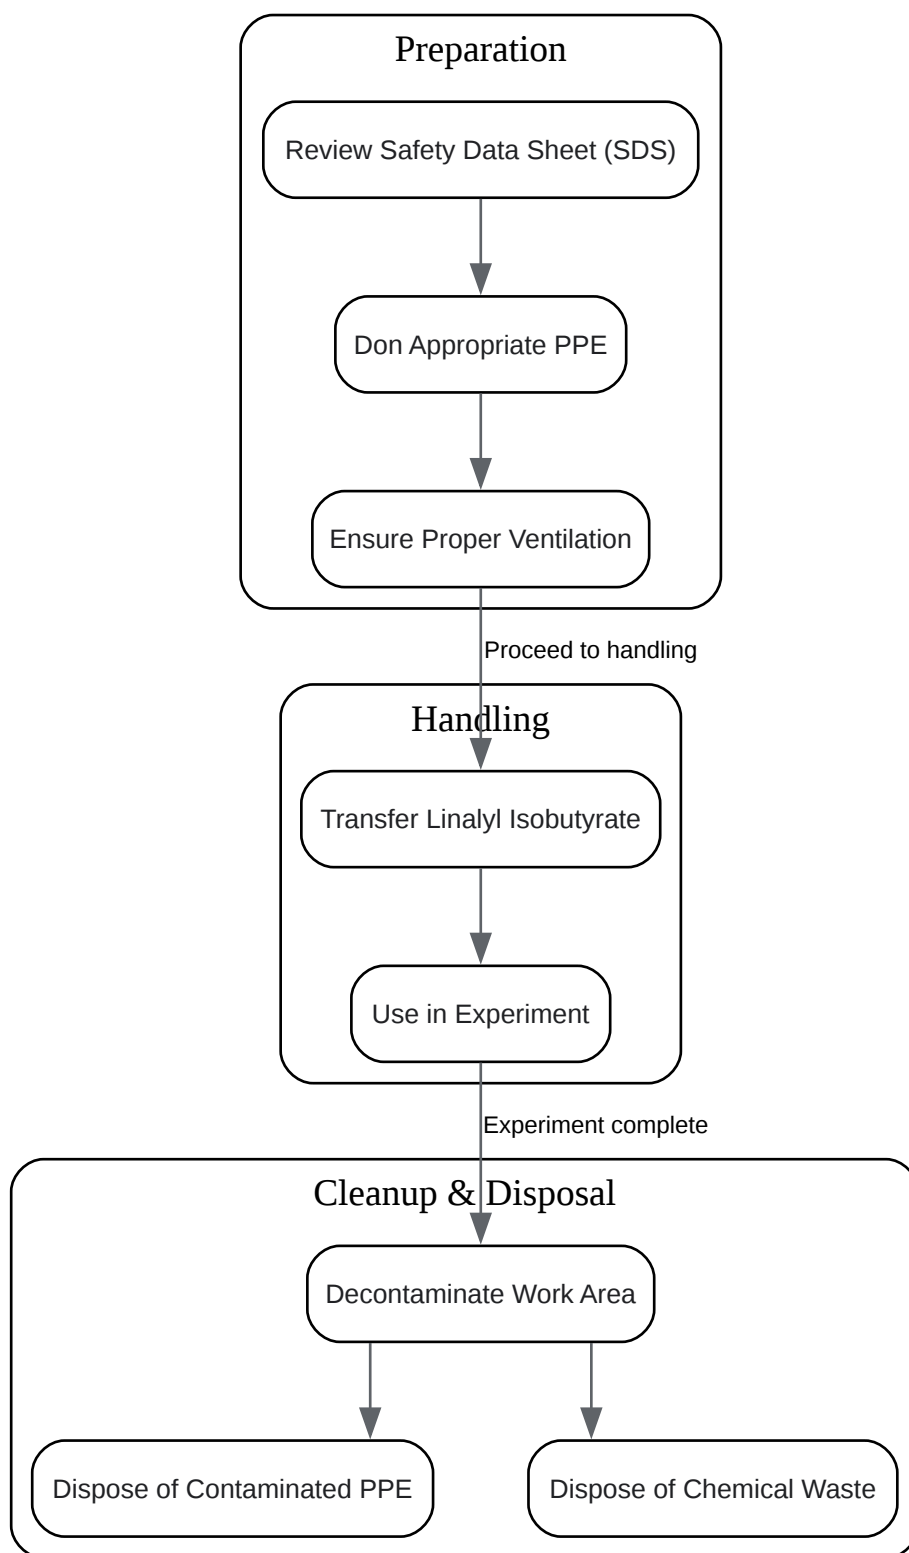 Preparation
Review Safety Data Sheet (SDS)
Don Appropriate PPE
Ensure Proper Ventilation
Proceed to handling
Handling
Transfer Linalyl Isobutyrate
Use in Experiment
Experiment complete
Cleanup & Disposal
Decontaminate Work Area
Dispose of Contaminated PPE
Dispose of Chemical Waste